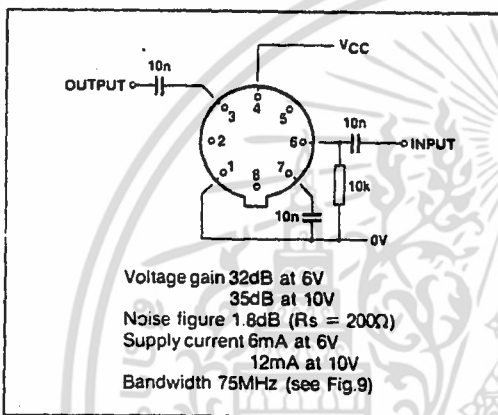 VCC
10n
OUTPUT
3 4 5
10n
2 6 INPUT
1 8 7
10k
10n
0V
Voltage gain 32dB at 6V
35dB at 10V
Noise figure 1.8dB (Rs = 200Ω)
Supply current 6mA at 6V
12mA at 10V
Bandwidth 75MHz (see Fig.9)